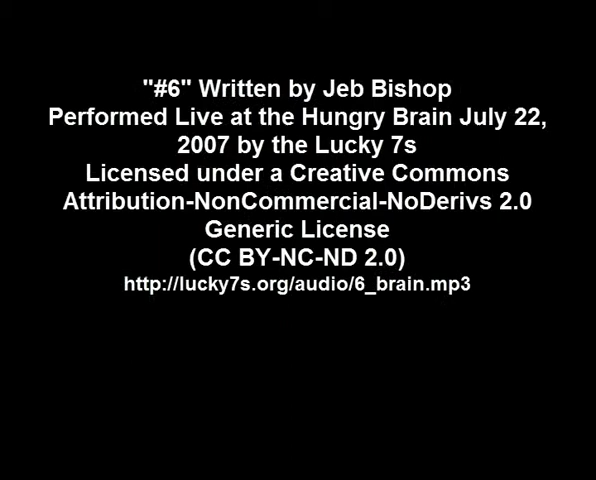 "#6" Written by Jeb Bishop
Performed Live at the Hungry Brain July 22,
2007 by the Lucky 7s
Licensed under a Creative Commons
Attribution-NonCommercial-NoDerivs 2.0
Generic License
(CC BY-NC-ND 2.0)
http://lucky7s.org/audio/6_brain.mp3